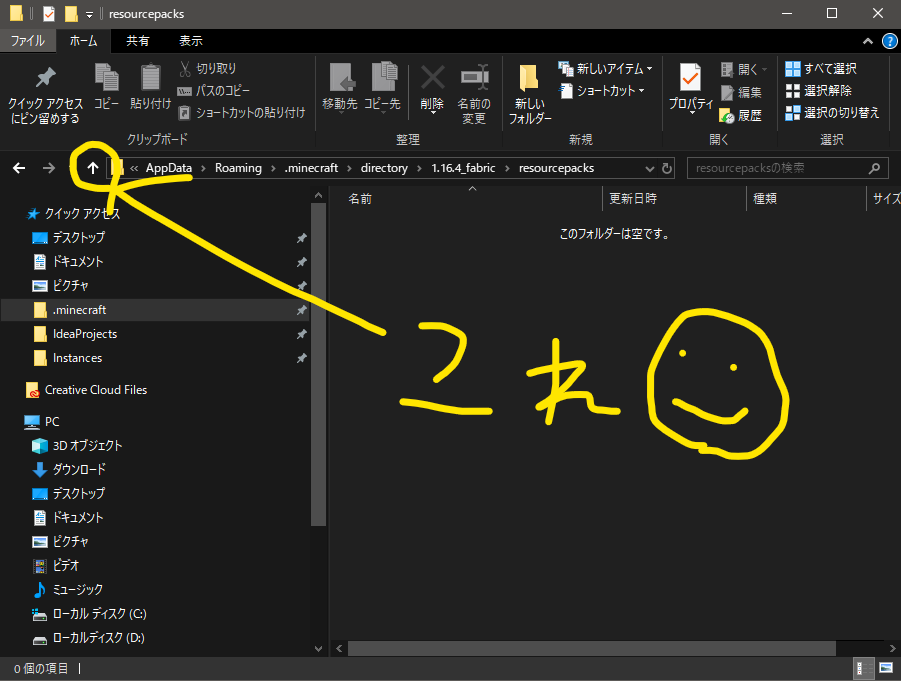 resourcepacks
ファイル ホーム 共有 表示
クイック アクセス
にピン留めする
コピー
貼り付け
切り取り
パスのコピー
ショートカットの貼り付け
クリップボード
移動先
コピー先
削除
名前の
変更
整理
新しい
フォルダー
新しいアイテム
ショートカット
新規
プロパティ
開く
編集
履歴
開く
すべて選択
選択解除
選択の切り替え
選択
« AppData › Roaming › .minecraft › directory › 1.16.4_fabric › resourcepacks
resourcepacksの検索
クイック アクセス
デスクトップ
ドキュメント
ピクチャ
.minecraft
IdeaProjects
Instances
Creative Cloud Files
PC
3D オブジェクト
ダウンロード
デスクトップ
ドキュメント
ピクチャ
ビデオ
ミュージック
ローカル ディスク (C:)
ローカルディスク (D:)
名前 更新日時 種類 サイズ
このフォルダーは空です。
これ
0 個の項目